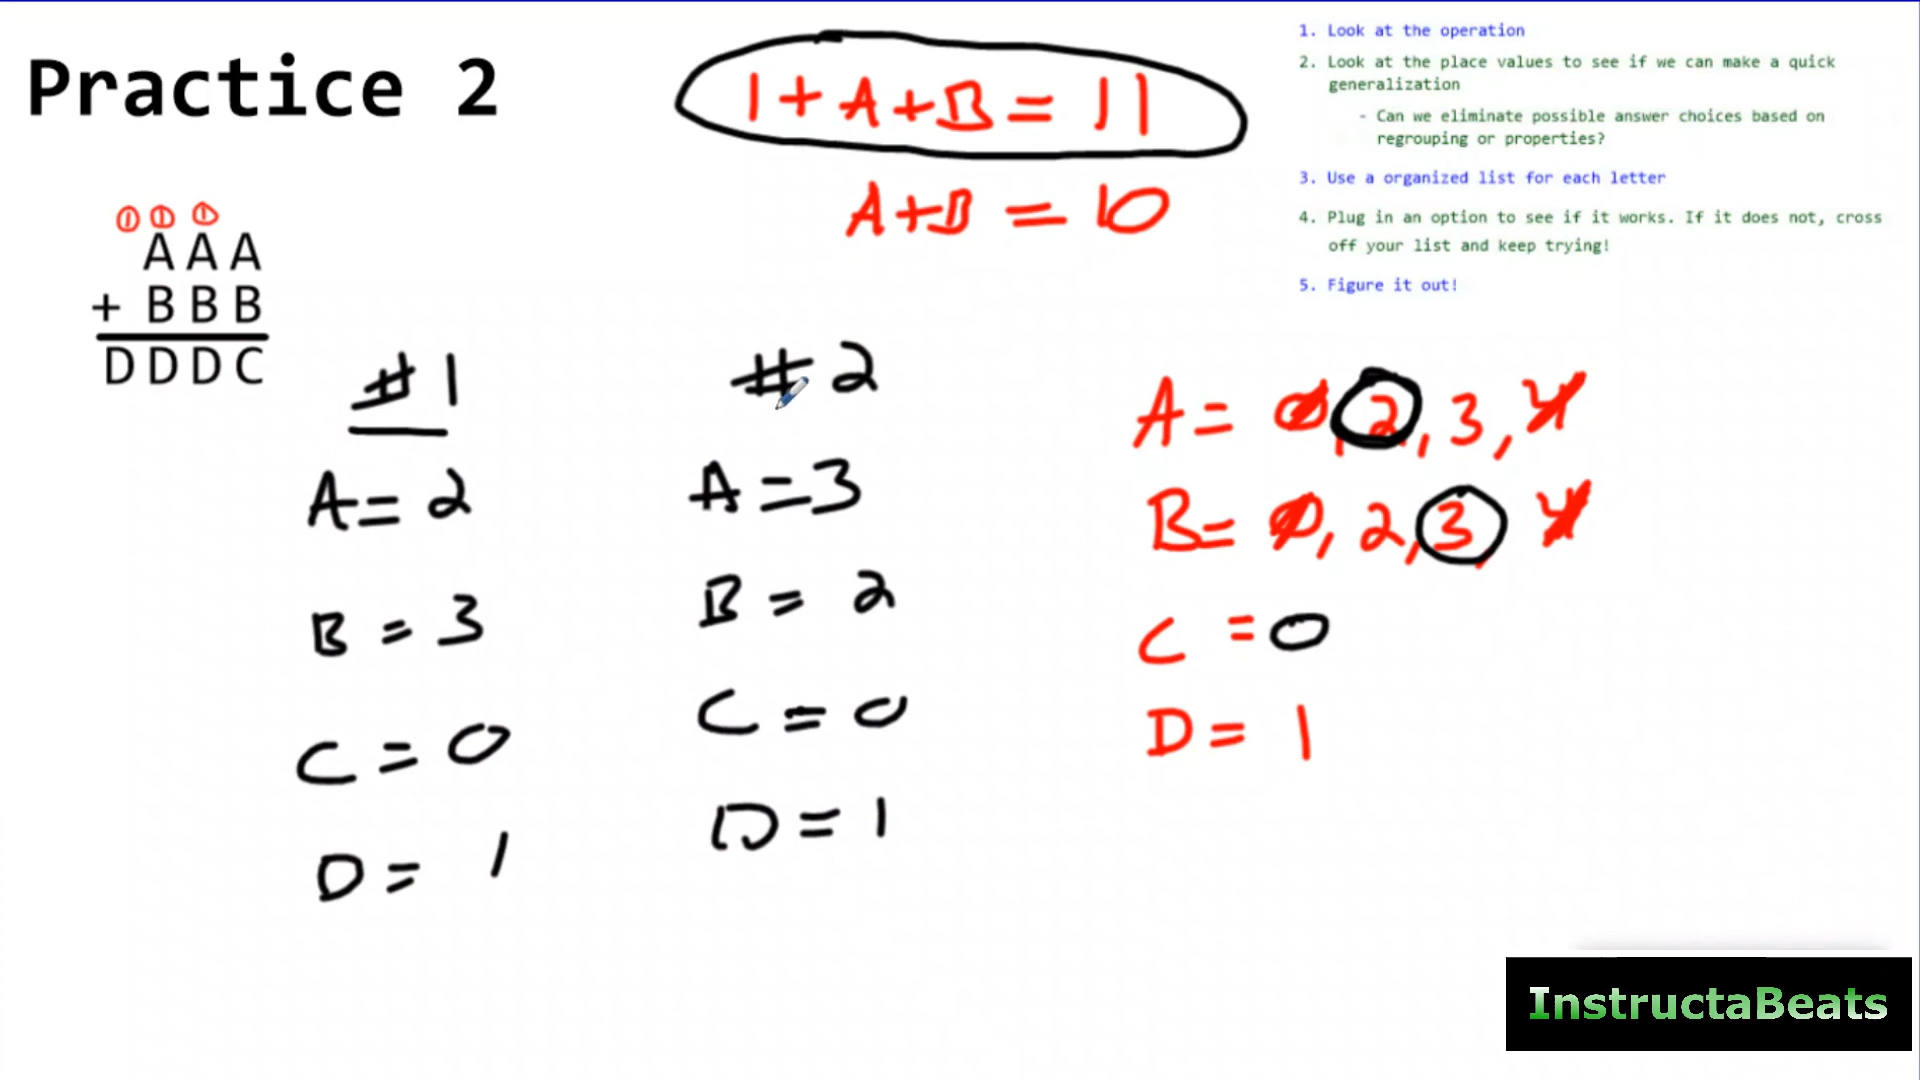 Practice 2
1 + A + B = 11
A + B = 10
1. Look at the operation
2. Look at the place values to see if we can make a quick
generalization
- Can we eliminate possible answer choices based on
regrouping or properties?
3. Use a organized list for each letter
4. Plug in an option to see if it works. If it does not, cross
off your list and keep trying!
5. Figure it out!
1 1 1
A A A
+ B B B
D D D C
#1
A = 2
B = 3
C = 0
D = 1
#2
A = 3
B = 2
C = 0
D = 1
A = 0, 2, 3, 4
B = 0, 2, 3, 4
C = 0
D = 1
InstructaBeats